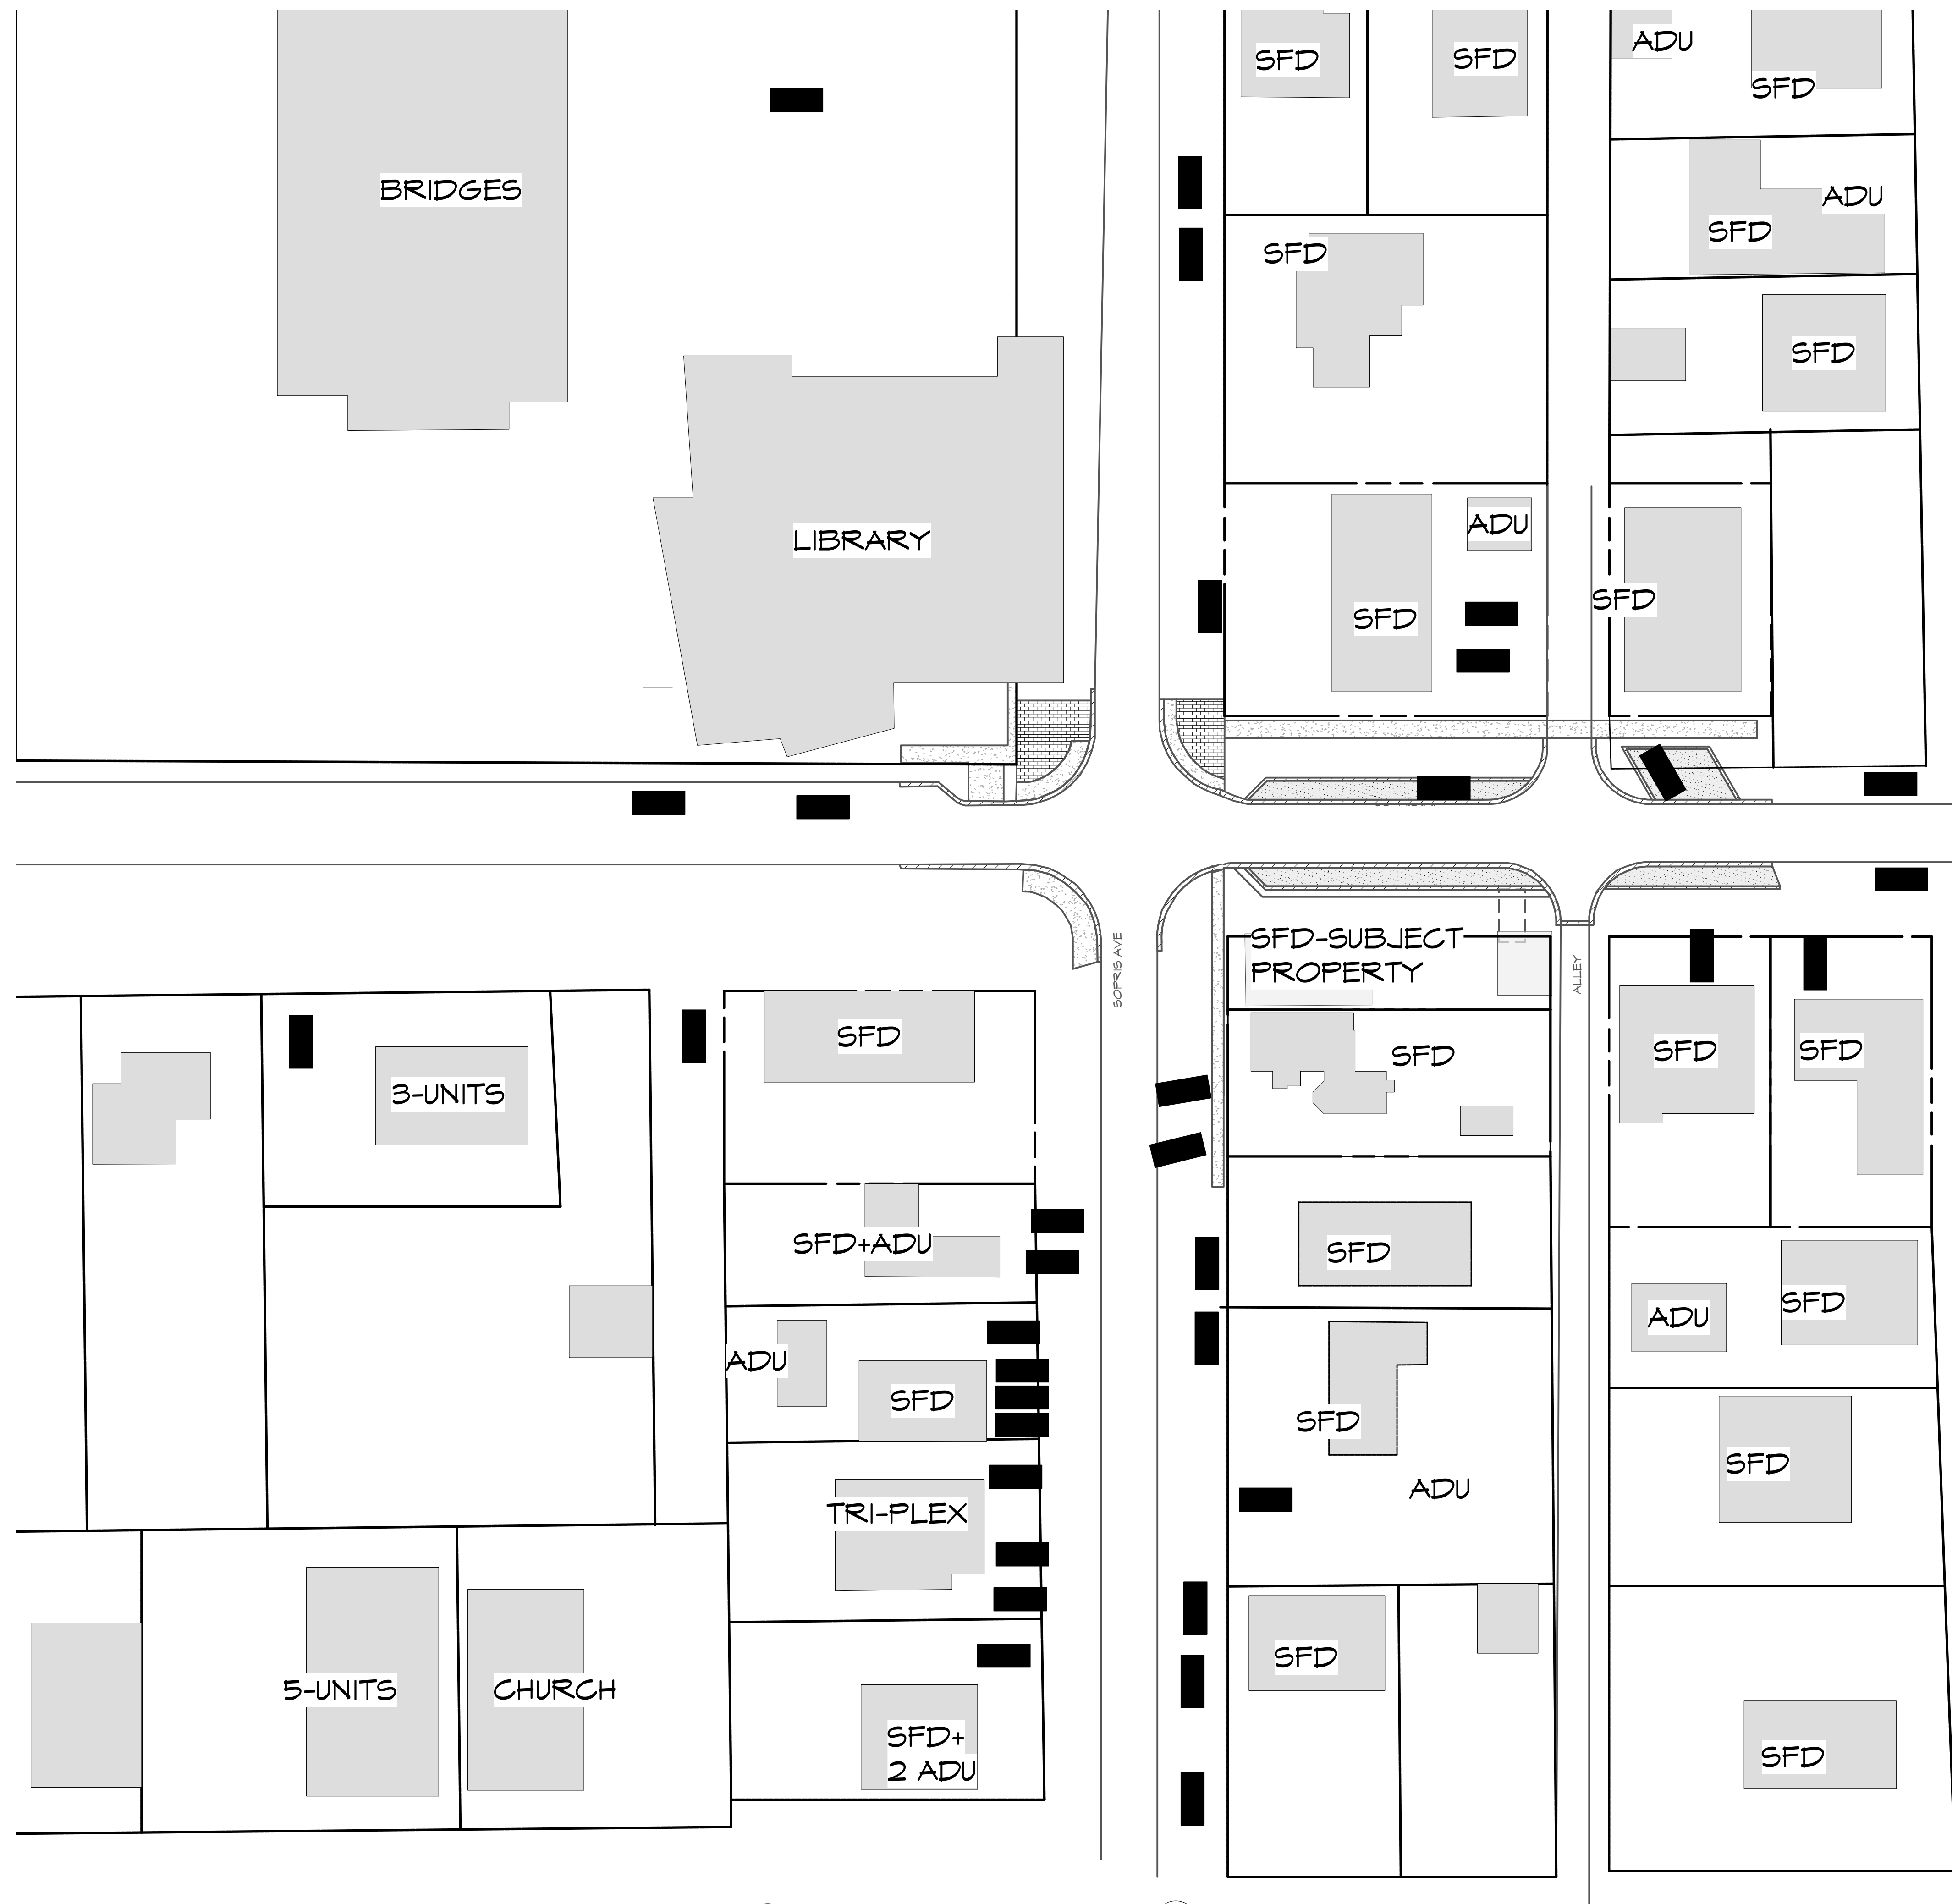 SFD
SFD
ADU
SFD
BRIDGES
ADU
SFD
SFD
SFD
LIBRARY
ADU
SFD
SFD
SFD-SUBJECT
PROPERTY
SOPRIS AVE
ALLEY
SFD
3-UNITS
SFD
SFD
SFD
SFD+ADU
SFD
ADU
SFD
ADU
SFD
SFD
SFD
ADU
TRI-PLEX
5-UNITS
CHURCH
SFD+
2 ADU
SFD
SFD